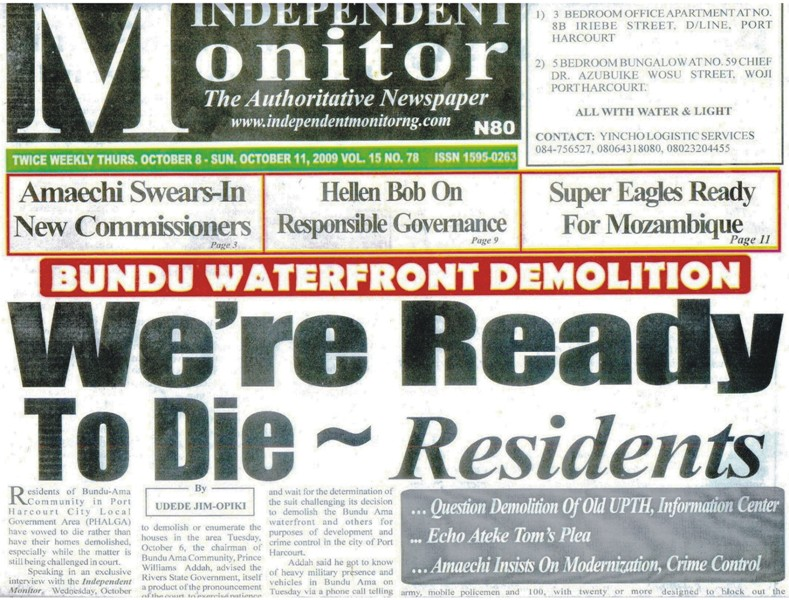 INDEPENDENT
Monitor
The Authoritative Newspaper
www.independentmonitorng.com
N80
1) 3 BEDROOM OFFICE APARTMENT AT NO.
8B IRIEBE STREET, D/LINE, PORT
HARCOURT
2) 5 BEDROOM BUNGALOW AT NO. 59 CHIEF
DR. AZUBUIKE WOSU STREET, WOJI
PORT HARCOURT.
ALL WITH WATER & LIGHT
CONTACT: YINCHO LOGISTIC SERVICES
084-756527, 08064318080, 08023204455
TWICE WEEKLY THURS. OCTOBER 8 - SUN. OCTOBER 11, 2009 VOL. 15 NO. 78 ISSN 1595-0263
Amaechi Swears-In
New Commissioners
Page 3
Hellen Bob On
Responsible Governance
Page 9
Super Eagles Ready
For Mozambique
Page 11
BUNDU WATERFRONT DEMOLITION
We're Ready
To Die ~ Residents
Residents of Bundu-Ama
Community in Port
Harcourt City Local
Government Area (PHALGA)
have vowed to die rather than
have their homes demolished,
especially while the matter is
still being challenged in court.
Speaking in an exclusive
interview with the Independent
Monitor, Wednesday, October
By
UDEDE JIM-OPIKI
to demolish or enumerate the
houses in the area Tuesday,
October 6, the chairman of
Bundu Ama Community, Prince
Williams Addah, advised the
Rivers State Government, itself
a product of the pronouncement
of the court to exercise patience
and wait for the determination of
the suit challenging its decision
to demolish the Bundu Ama
waterfront and others for
purposes of development and
crime control in the city of Port
Harcourt.
Addah said he got to know
of heavy military presence and
vehicles in Bundu Ama on
Tuesday via a phone call telling
... Question Demolition Of Old UPTH, Information Center
... Echo Ateke Tom's Plea
... Amaechi Insists On Modernization, Crime Control
army, mobile policemen and 100, with twenty or more designed to block out the